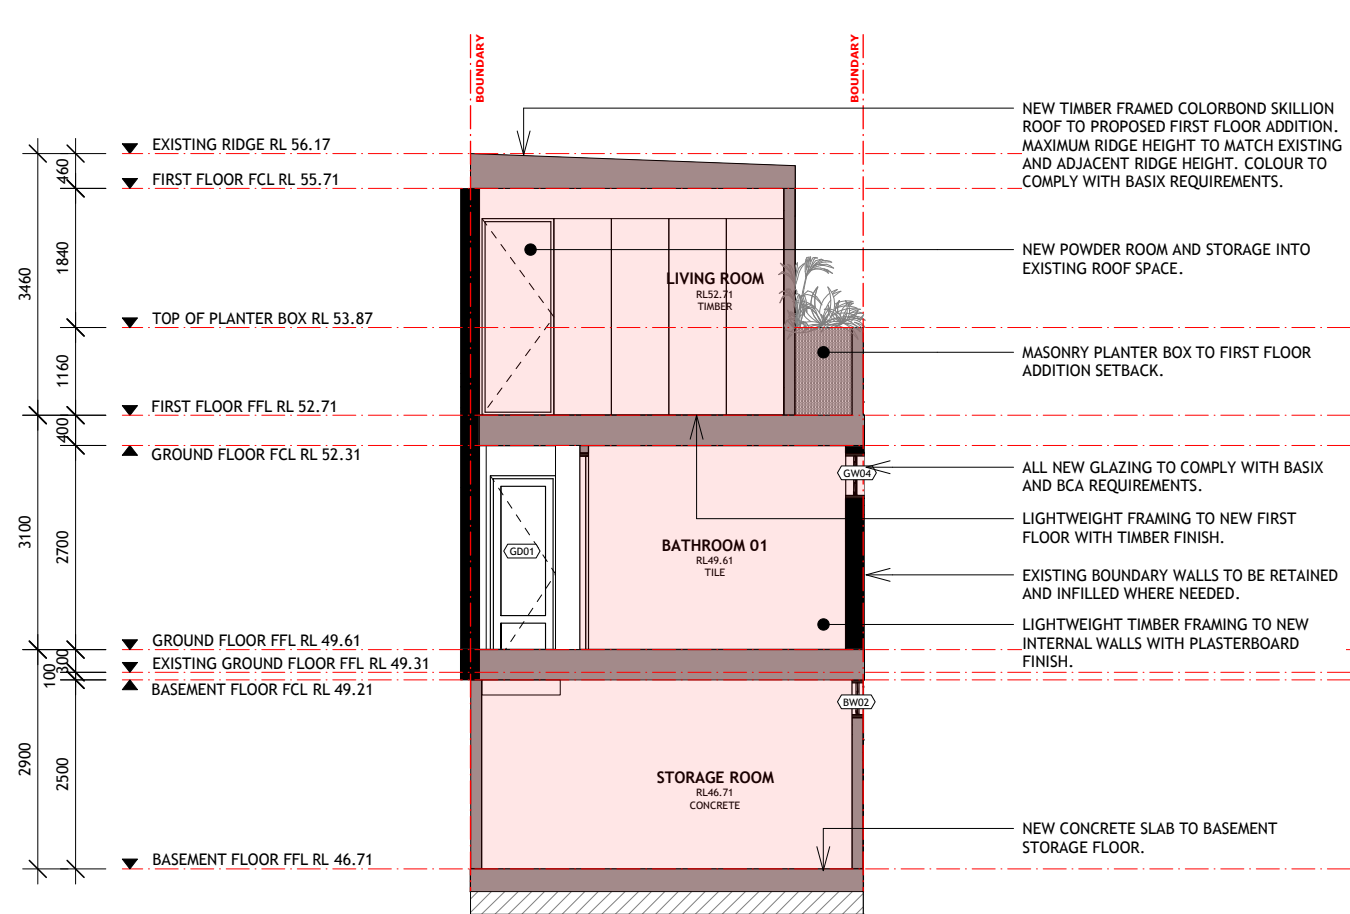 BOUNDARY
BOUNDARY
NEW TIMBER FRAMED COLORBOND SKILLION
ROOF TO PROPOSED FIRST FLOOR ADDITION.
MAXIMUM RIDGE HEIGHT TO MATCH EXISTING
AND ADJACENT RIDGE HEIGHT. COLOUR TO
COMPLY WITH BASIX REQUIREMENTS.
EXISTING RIDGE RL 56.17
460
FIRST FLOOR FCL RL 55.71
1840
3460
NEW POWDER ROOM AND STORAGE INTO
EXISTING ROOF SPACE.
LIVING ROOM
RL52.71
TIMBER
TOP OF PLANTER BOX RL 53.87
1160
MASONRY PLANTER BOX TO FIRST FLOOR
ADDITION SETBACK.
FIRST FLOOR FFL RL 52.71
400
GROUND FLOOR FCL RL 52.31
GW04
ALL NEW GLAZING TO COMPLY WITH BASIX
AND BCA REQUIREMENTS.
LIGHTWEIGHT FRAMING TO NEW FIRST
FLOOR WITH TIMBER FINISH.
3100
2700
GD01
BATHROOM 01
RL49.61
TILE
EXISTING BOUNDARY WALLS TO BE RETAINED
AND INFILLED WHERE NEEDED.
LIGHTWEIGHT TIMBER FRAMING TO NEW
INTERNAL WALLS WITH PLASTERBOARD
FINISH.
GROUND FLOOR FFL RL 49.61
300
EXISTING GROUND FLOOR FFL RL 49.31
100
BASEMENT FLOOR FCL RL 49.21
BW02
2900
2500
STORAGE ROOM
RL46.71
CONCRETE
NEW CONCRETE SLAB TO BASEMENT
STORAGE FLOOR.
BASEMENT FLOOR FFL RL 46.71